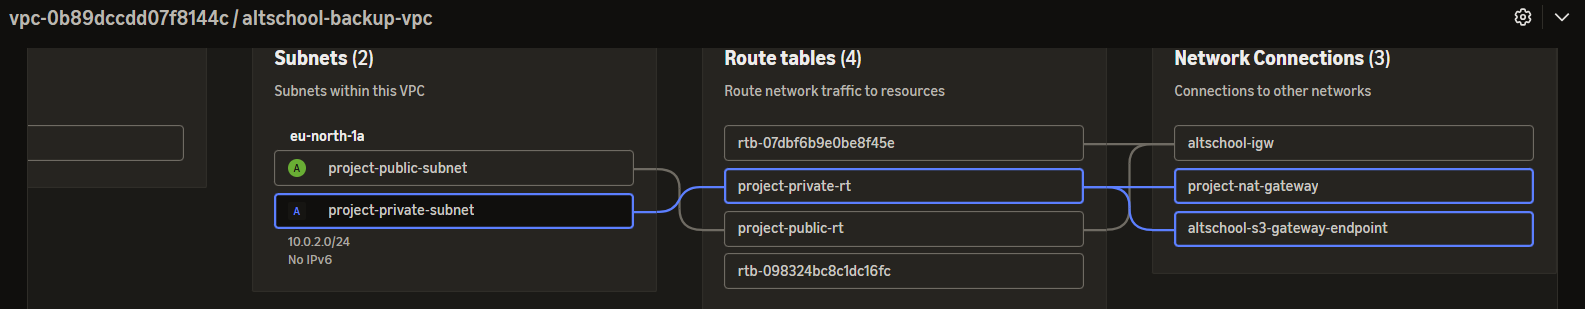 vpc-0b89dccdd07f8144c / altschool-backup-vpc
Subnets (2)
Subnets within this VPC
eu-north-1a
A project-public-subnet
A project-private-subnet
10.0.2.0/24
No IPv6
Route tables (4)
Route network traffic to resources
rtb-07dbf6b9e0be8f45e
project-private-rt
project-public-rt
rtb-098324bc8c1dc16fc
Network Connections (3)
Connections to other networks
altschool-igw
project-nat-gateway
altschool-s3-gateway-endpoint